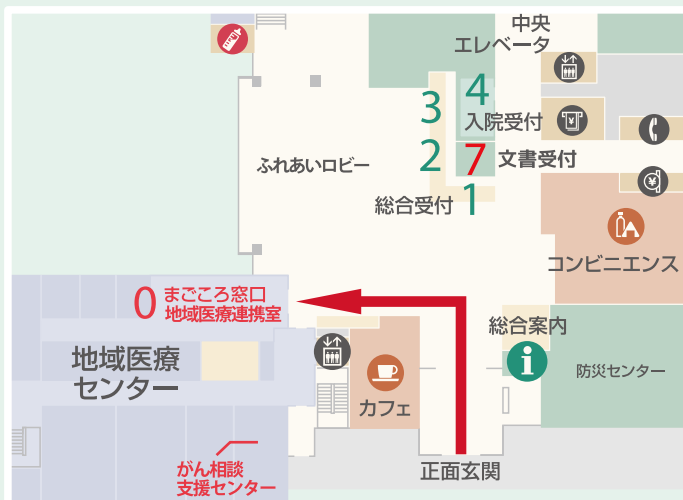 中央
エレベータ
3
4
入院受付
2
7
文書受付
ふれあいロビー
総合受付
1
コンビニエンス
0
まごころ窓口
地域医療連携室
総合案内
i
防災センター
地域医療
センター
カフェ
がん相談
支援センター
正面玄関
¥
¥